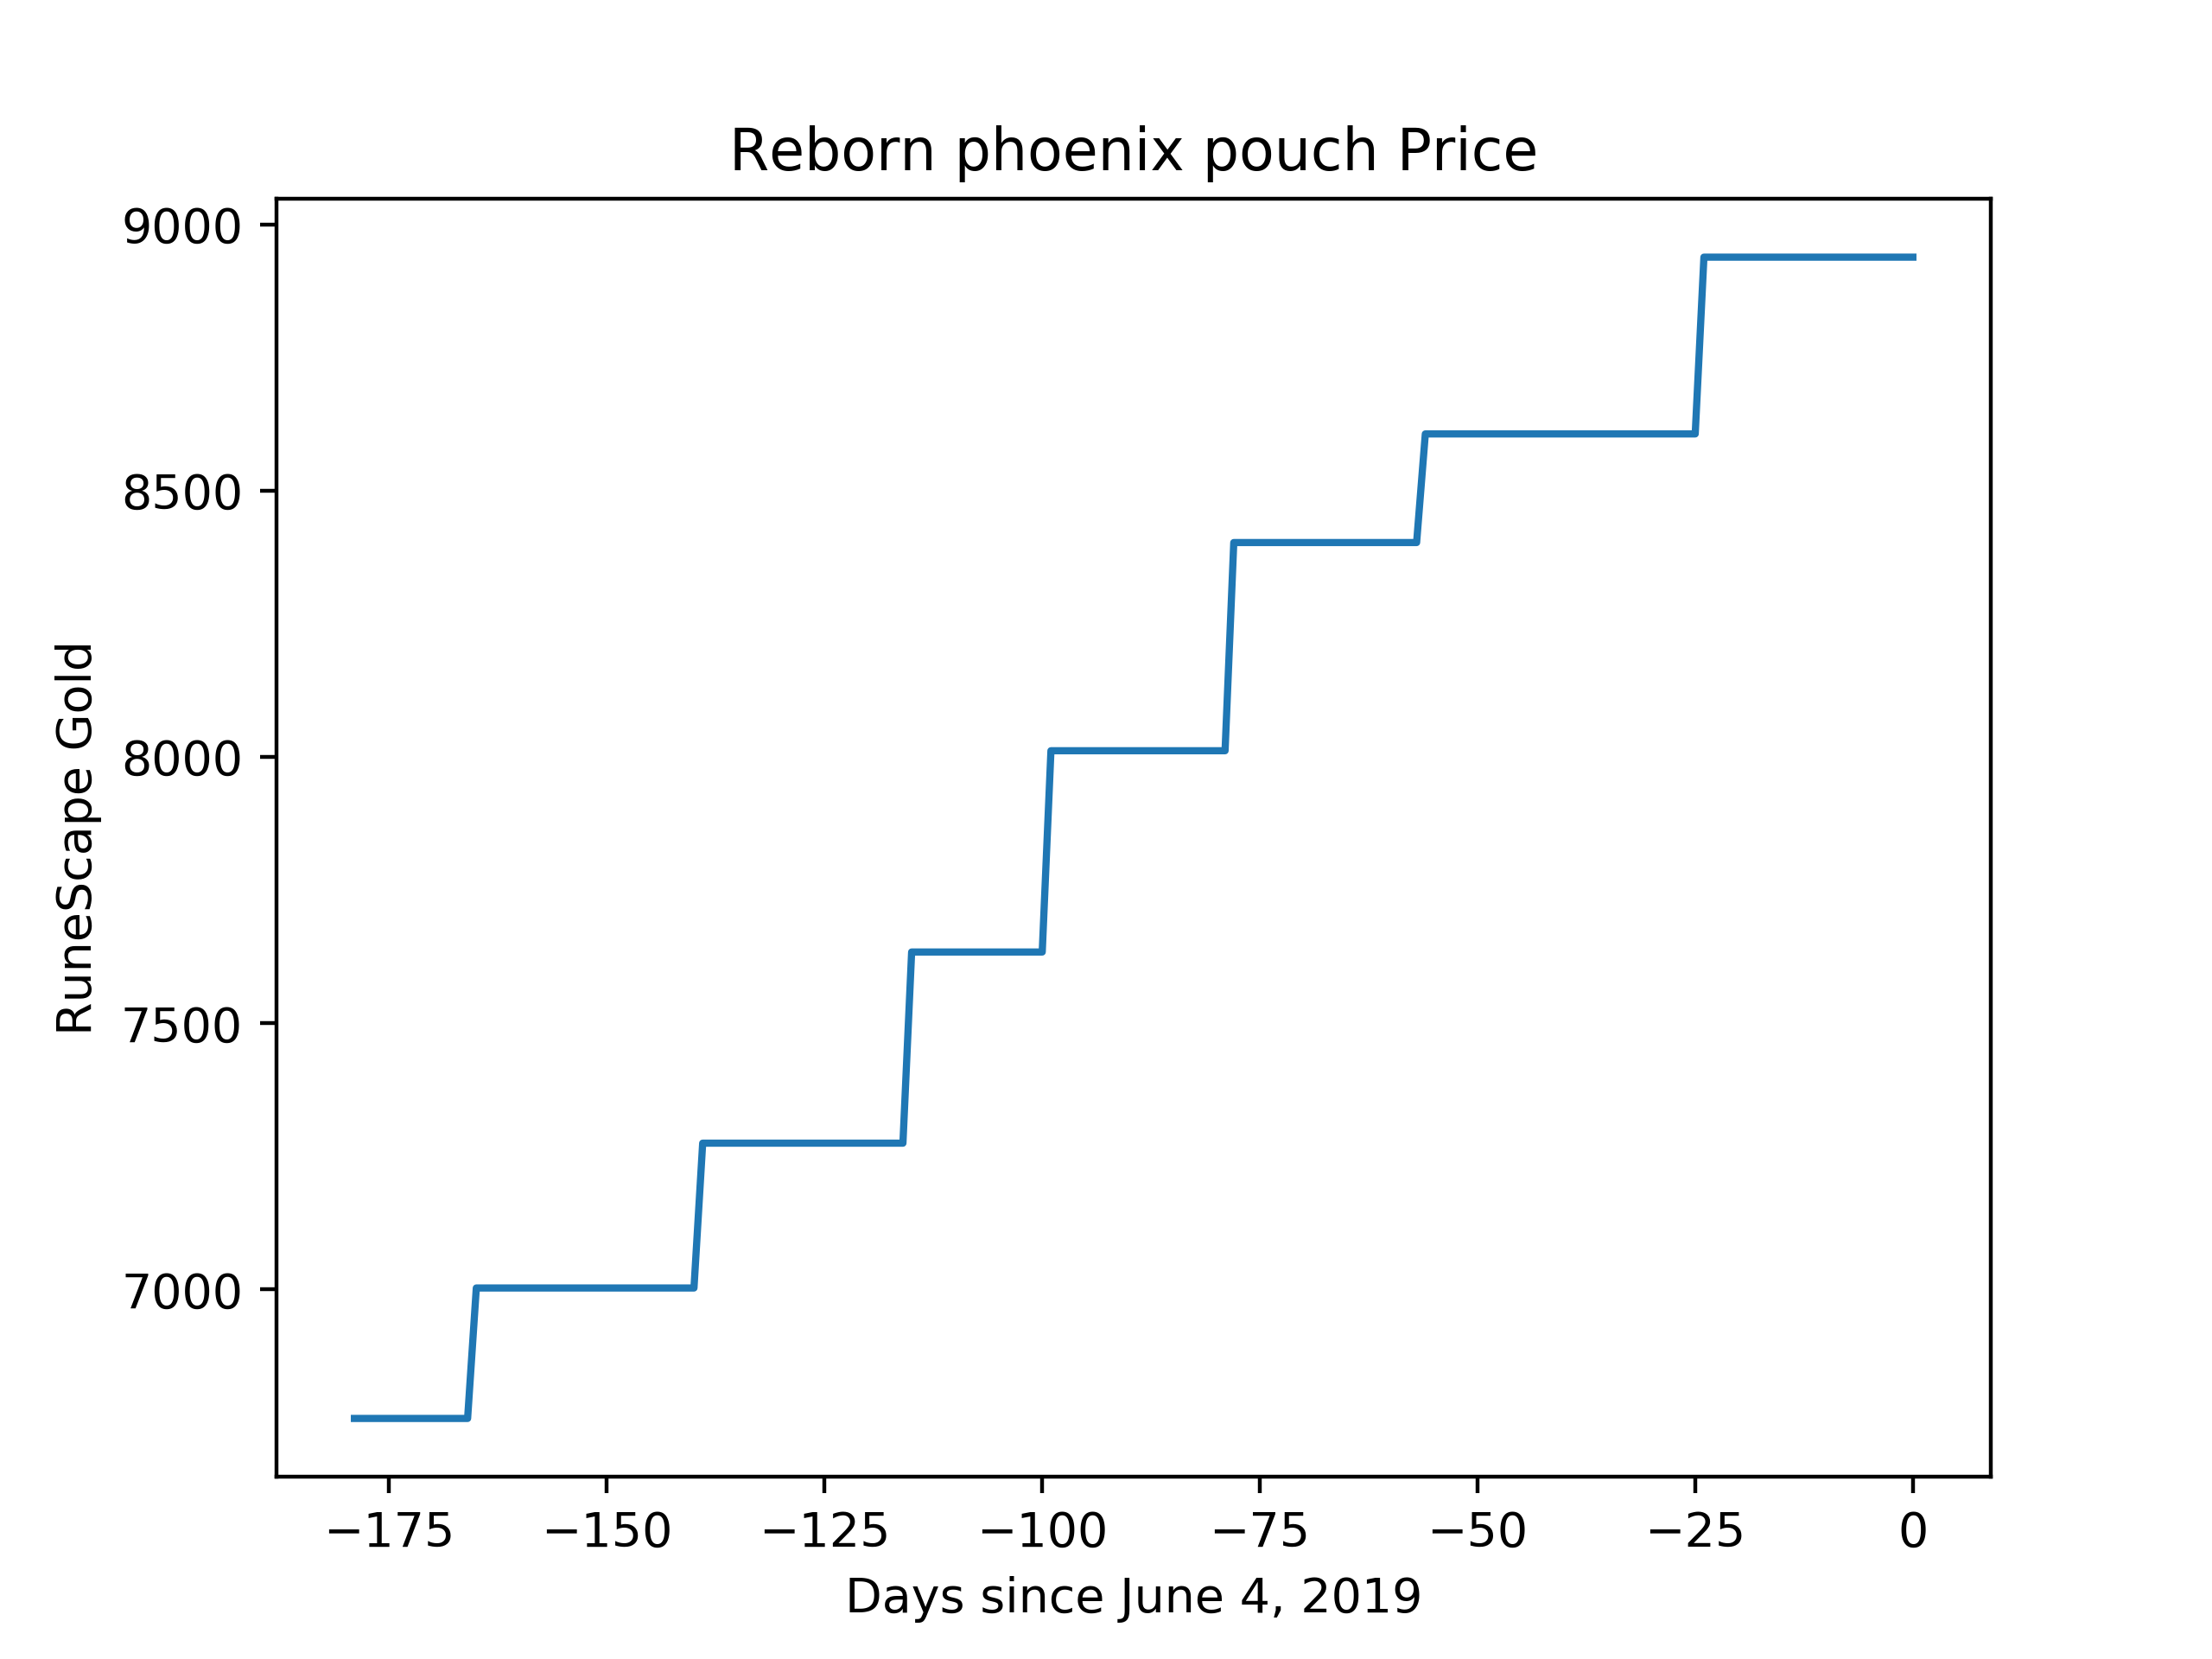 Reborn phoenix pouch Price
RuneScape Gold
9000
8500
8000
7500
7000
−175 −150 −125 −100 −75 −50 −25 0
Days since June 4, 2019